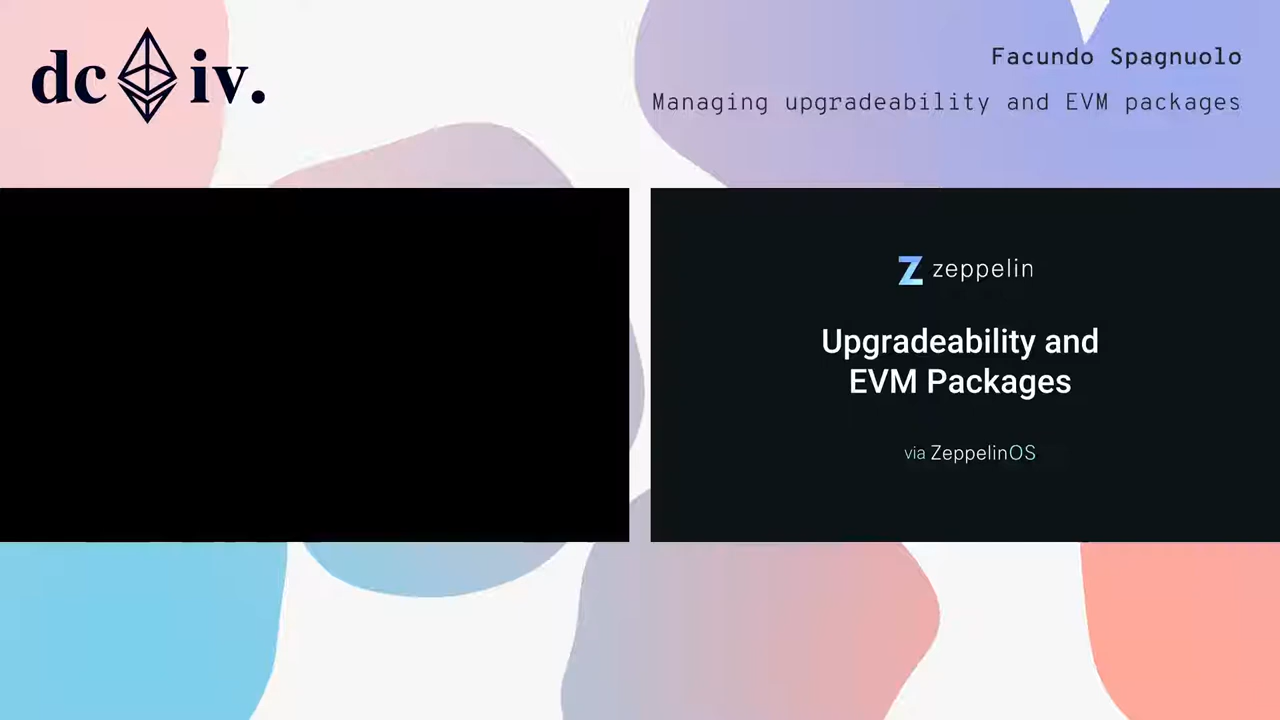 dc iv.
Facundo Spagnuolo
Managing upgradeability and EVM packages
zeppelin
Upgradeability and
EVM Packages
via ZeppelinOS